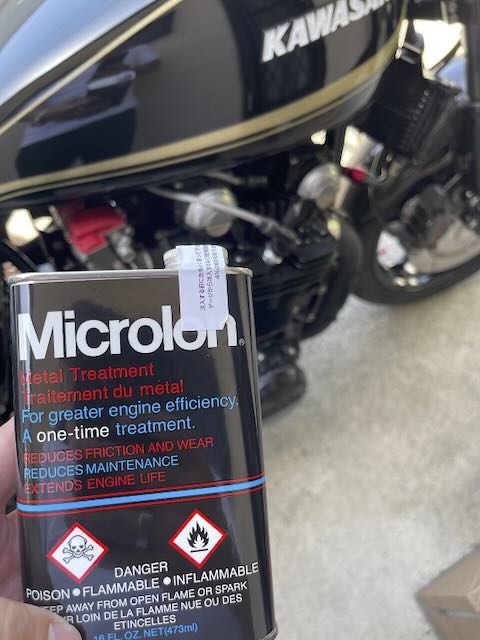 KAWASA
Microlon®
Metal Treatment
Traitement du métal
For greater engine efficiency.
A one-time treatment.
REDUCES FRICTION AND WEAR
REDUCES MAINTENANCE
EXTENDS ENGINE LIFE
DANGER
POISON • FLAMMABLE • INFLAMMABLE
KEEP AWAY FROM OPEN FLAME OR SPARK
LOIN DE LA FLAMME NUE OU DES
ETINCELLES
16 FL. OZ. NET (473ml)